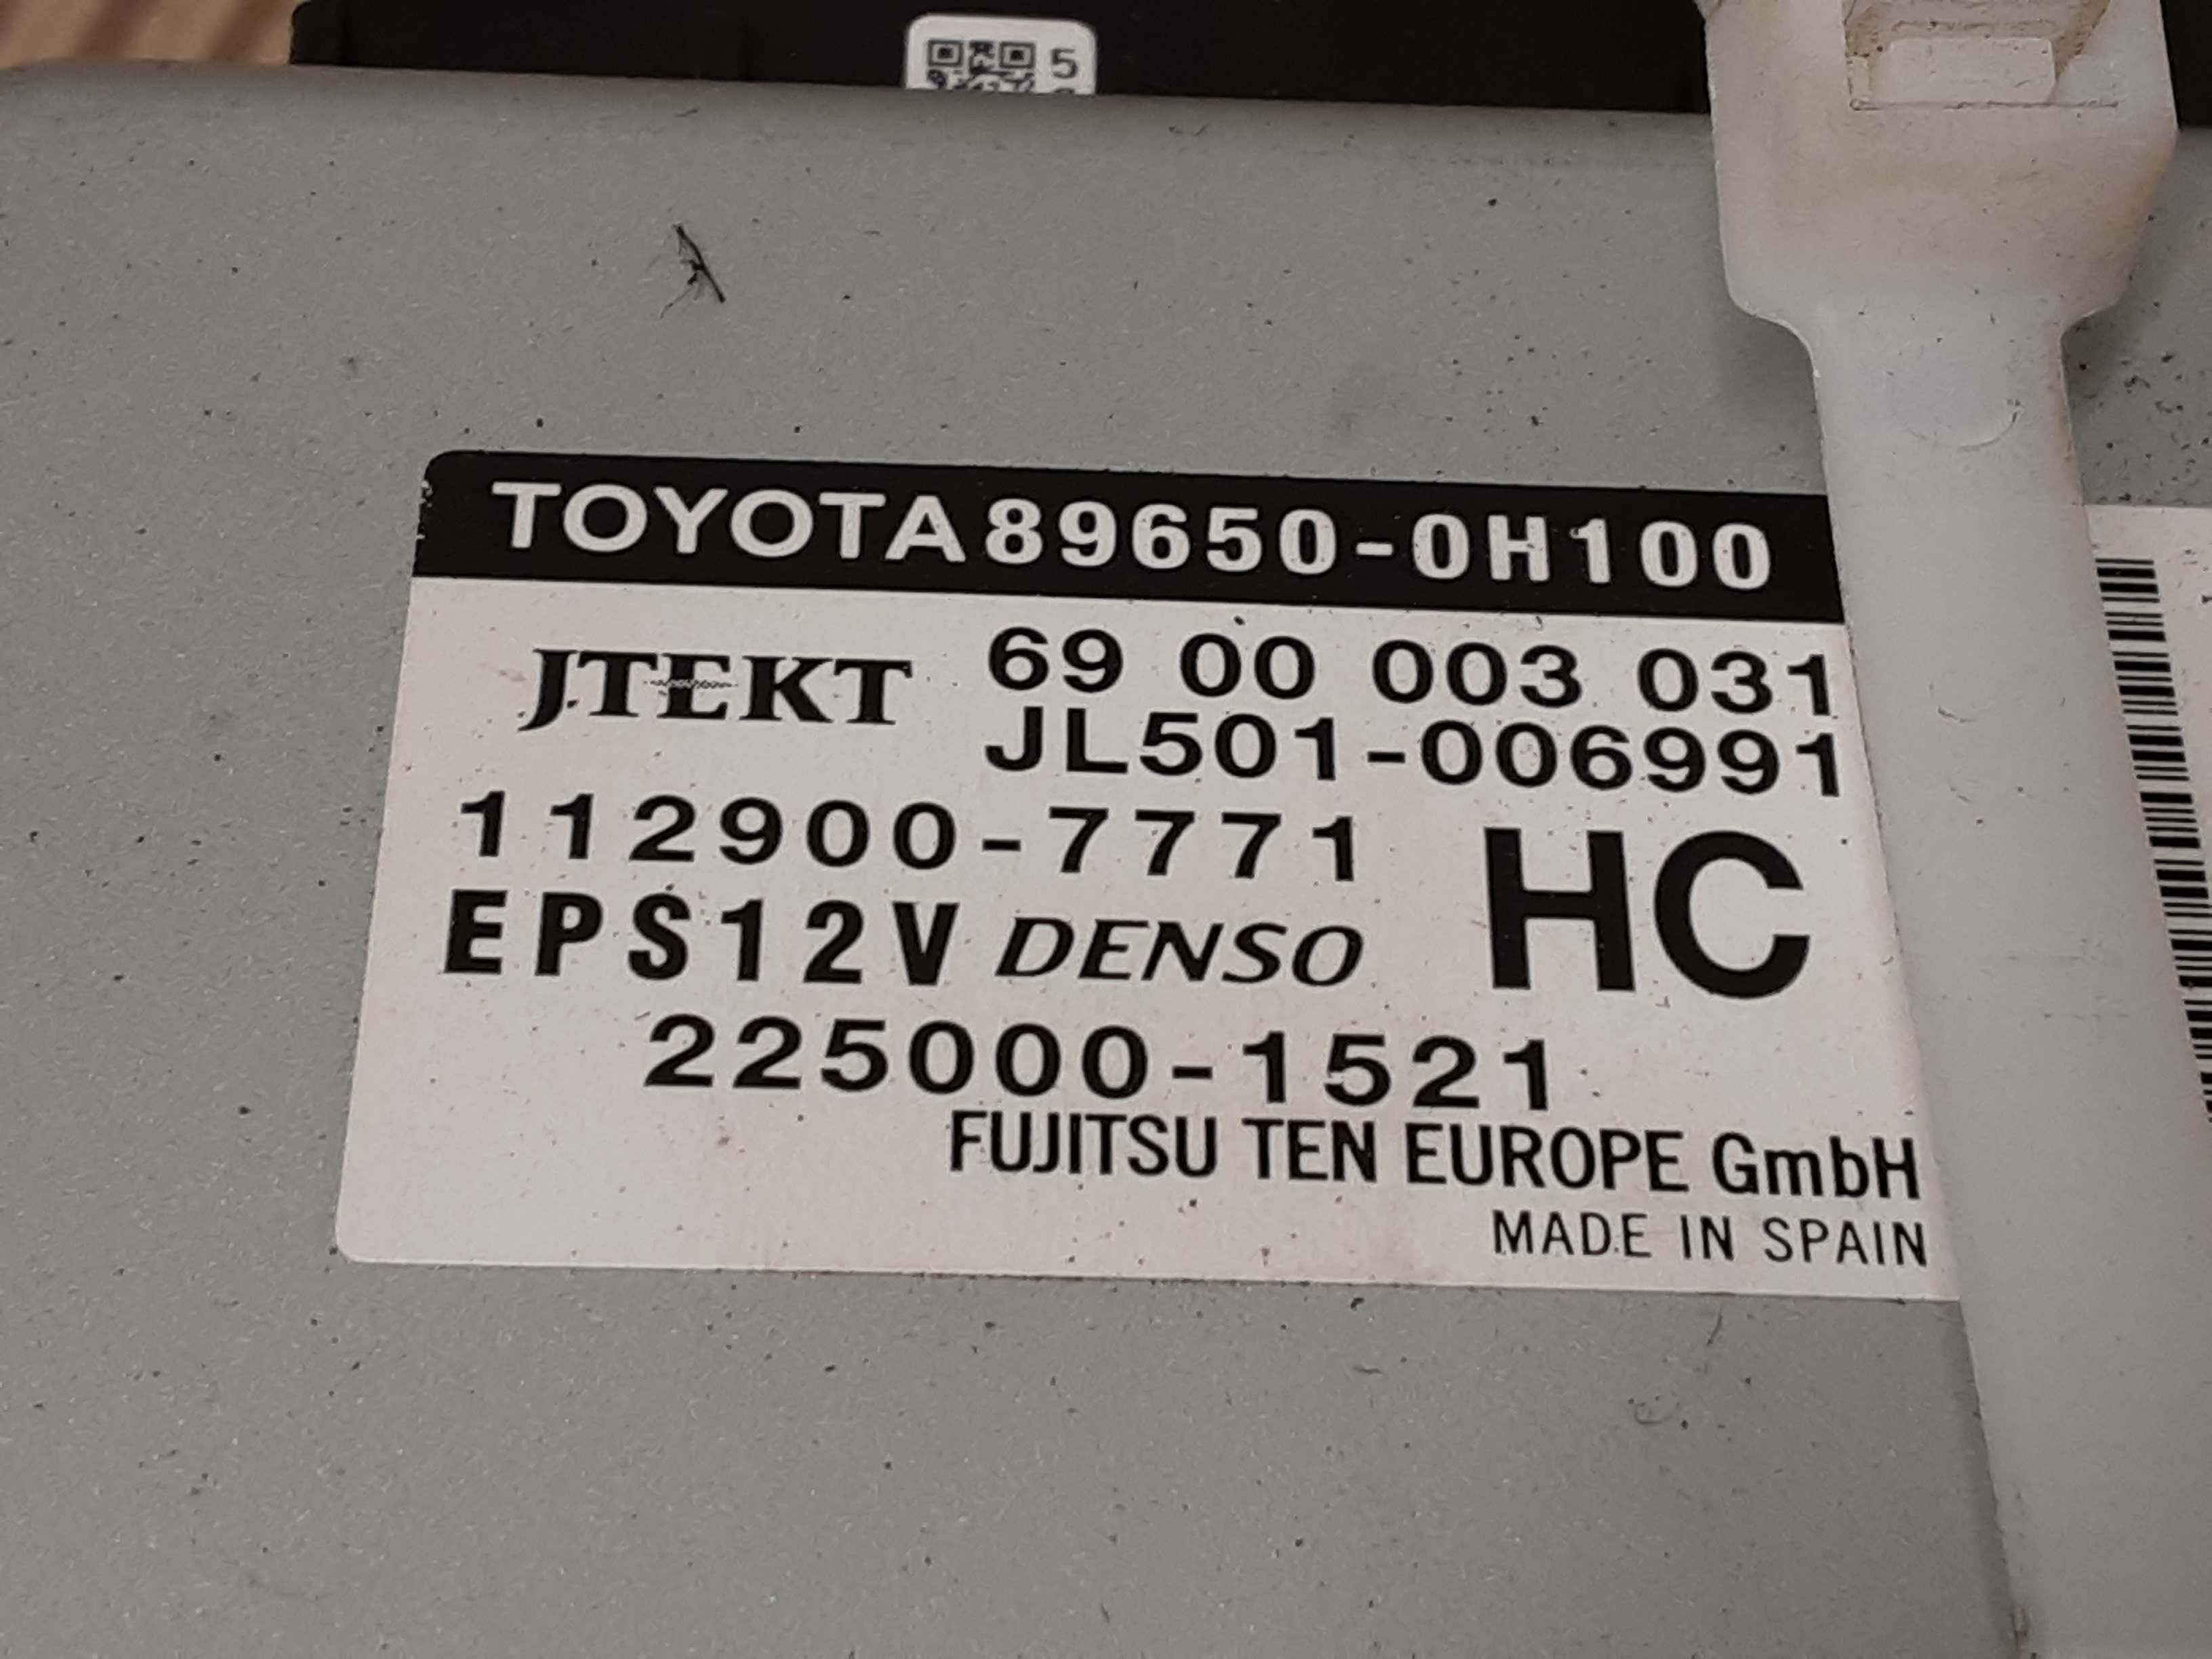 5
TOYOTA 89650-0H100
JTEKT 69 00 003 031
JL501-006991
112900-7771 HC
EPS12V DENSO
225000-1521
FUJITSU TEN EUROPE GmbH
MADE IN SPAIN